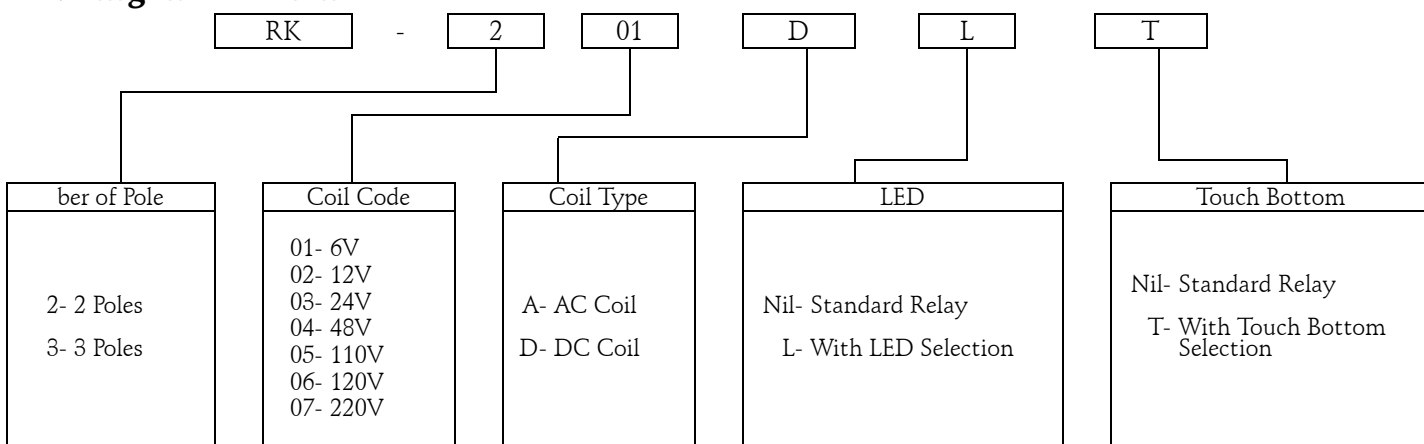 RK - 2 01 D L T
ber of Pole
2- 2 Poles
3- 3 Poles
Coil Code
01- 6V
02- 12V
03- 24V
04- 48V
05- 110V
06- 120V
07- 220V
Coil Type
A- AC Coil
D- DC Coil
LED
Nil- Standard Relay
L- With LED Selection
Touch Bottom
Nil- Standard Relay
T- With Touch Bottom
Selection